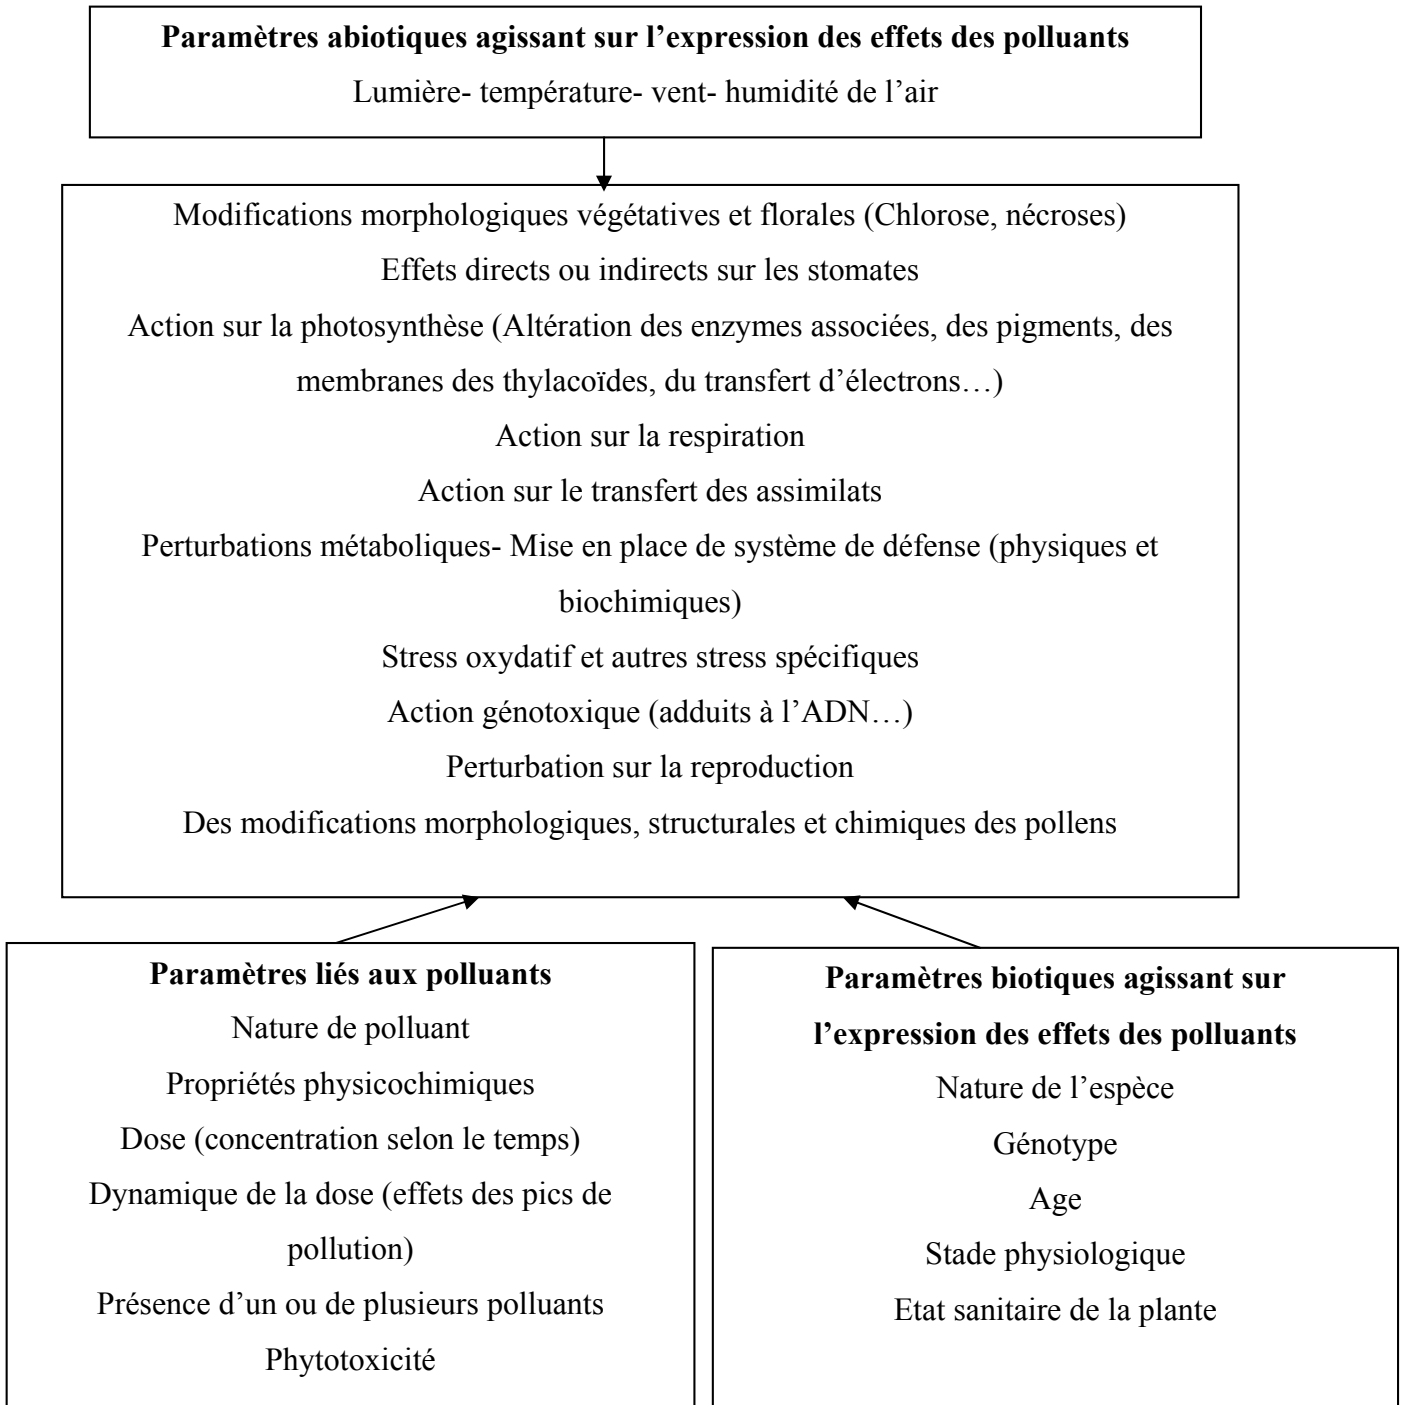 Paramètres abiotiques agissant sur l’expression des effets des polluants
Lumière- température- vent- humidité de l’air
Modifications morphologiques végétatives et florales (Chlorose, nécroses)
Effets directs ou indirects sur les stomates
Action sur la photosynthèse (Altération des enzymes associées, des pigments, des
membranes des thylacoïdes, du transfert d’électrons…)
Action sur la respiration
Action sur le transfert des assimilats
Perturbations métaboliques- Mise en place de système de défense (physiques et
biochimiques)
Stress oxydatif et autres stress spécifiques
Action génotoxique (adduits à l’ADN…)
Perturbation sur la reproduction
Des modifications morphologiques, structurales et chimiques des pollens
Paramètres liés aux polluants
Nature de polluant
Propriétés physicochimiques
Dose (concentration selon le temps)
Dynamique de la dose (effets des pics de
pollution)
Présence d’un ou de plusieurs polluants
Phytotoxicité
Paramètres biotiques agissant sur
l’expression des effets des polluants
Nature de l’espèce
Génotype
Age
Stade physiologique
Etat sanitaire de la plante